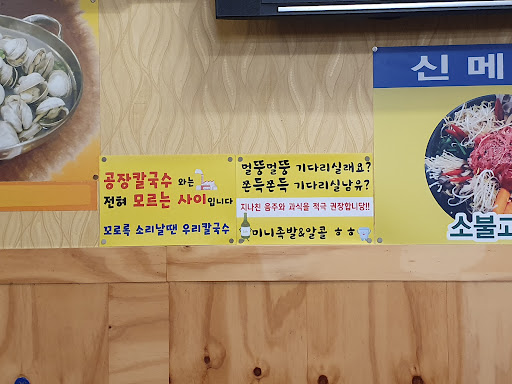 공장칼국수 와는
전혀 모르는 사이입니다
꼬로록 소리날땐 우리칼국수
멀뚱멀뚱 기다리실래요?
쫀득쫀득 기다리실남유?
지나친 음주와 과식을 적극 권장합니당!!
미니족발&알콜 ㅎㅎ
신메
소불고